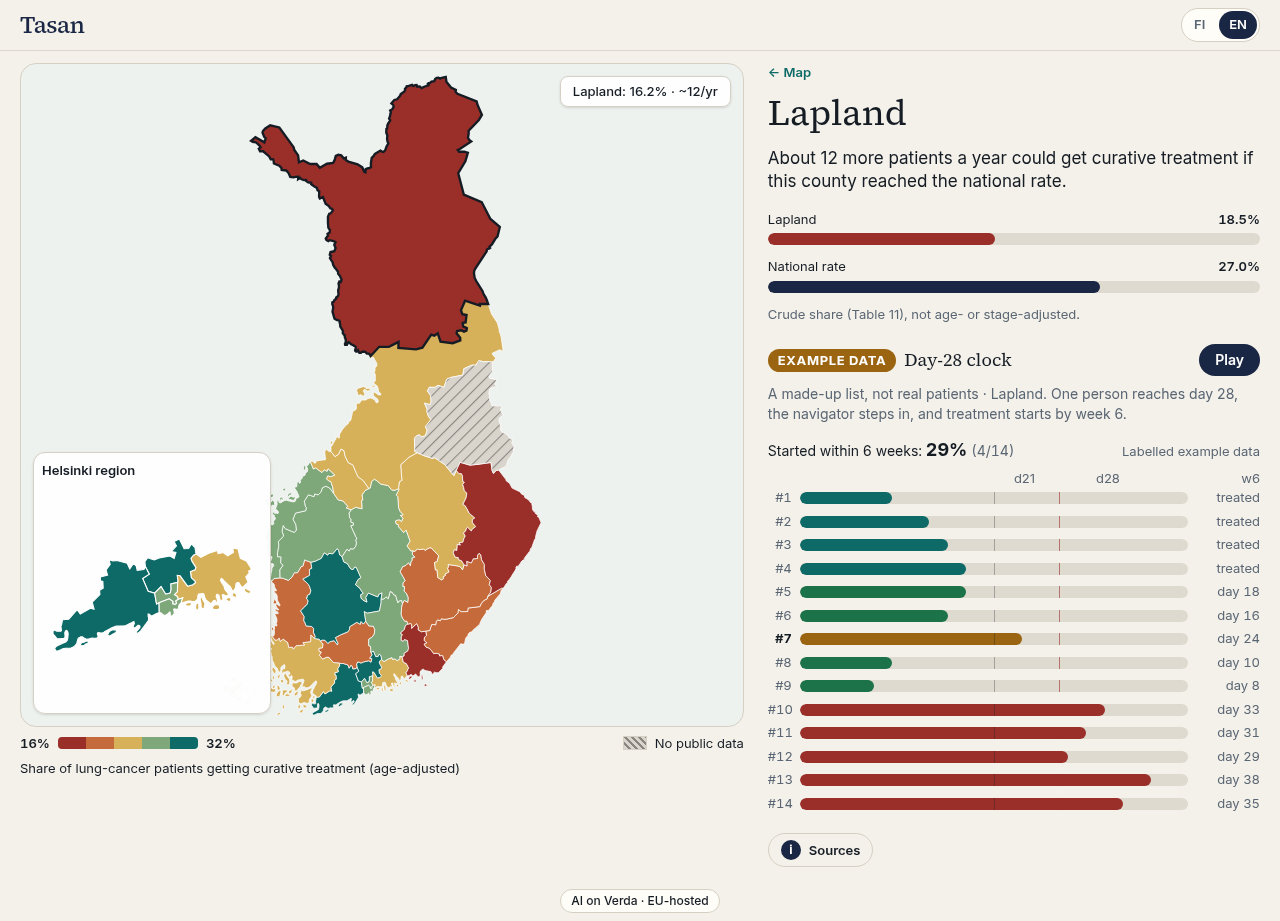 Tasan
FI EN
Lapland: 16.2% · ~12/yr
Helsinki region
16% 32%
No public data
Share of lung-cancer patients getting curative treatment (age-adjusted)
← Map
Lapland
About 12 more patients a year could get curative treatment if
this county reached the national rate.
Lapland 18.5%
National rate 27.0%
Crude share (Table 11), not age- or stage-adjusted.
EXAMPLE DATA Day-28 clock Play
A made-up list, not real patients · Lapland. One person reaches day 28,
the navigator steps in, and treatment starts by week 6.
Started within 6 weeks: 29% (4/14) Labelled example data
d21 d28 w6
#1 treated
#2 treated
#3 treated
#4 treated
#5 day 18
#6 day 16
#7 day 24
#8 day 10
#9 day 8
#10 day 33
#11 day 31
#12 day 29
#13 day 38
#14 day 35
i Sources
AI on Verda · EU-hosted